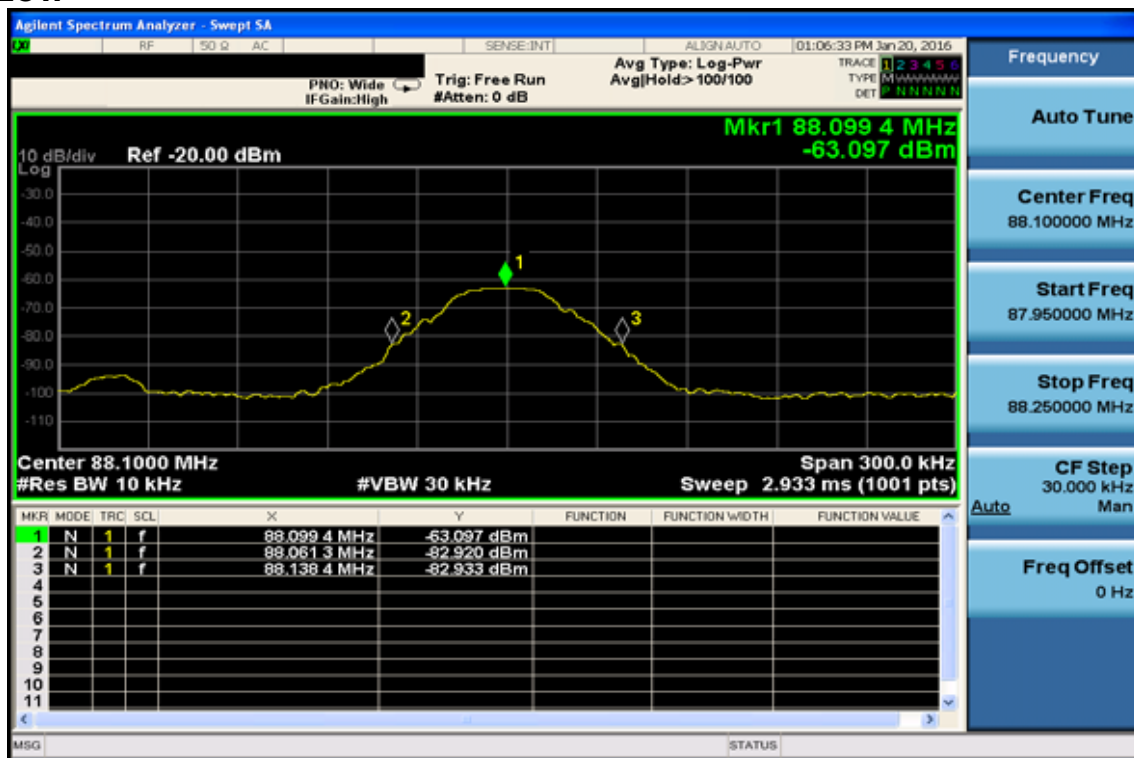 Agilent Spectrum Analyzer - Swept SA
RF 50 Ω AC SENSE:INT ALIGN AUTO 01:06:33 PM Jan 20, 2016
PNO: Wide
IFGain:High
Trig: Free Run
#Atten: 0 dB
Avg Type: Log-Pwr
Avg|Hold:>100/100
TRACE 1 2 3 4 5 6
TYPE M
DET P N N N N N
Mkr1 88.099 4 MHz
-63.097 dBm
10 dB/div Ref -20.00 dBm
Log
-30.0
-40.0
-50.0
-60.0
-70.0
-80.0
-90.0
-100
-110
1
2
3
Center 88.1000 MHz Span 300.0 kHz
#Res BW 10 kHz #VBW 30 kHz Sweep 2.933 ms (1001 pts)
MKR MODE TRC SCL X Y FUNCTION FUNCTION WIDTH FUNCTION VALUE
1 N 1 f 88.099 4 MHz -63.097 dBm
2 N 1 f 88.061 3 MHz -82.920 dBm
3 N 1 f 88.138 4 MHz -82.933 dBm
4
5
6
7
8
9
10
11
MSG STATUS
Frequency
Auto Tune
Center Freq
88.100000 MHz
Start Freq
87.950000 MHz
Stop Freq
88.250000 MHz
CF Step
30.000 kHz
Auto Man
Freq Offset
0 Hz